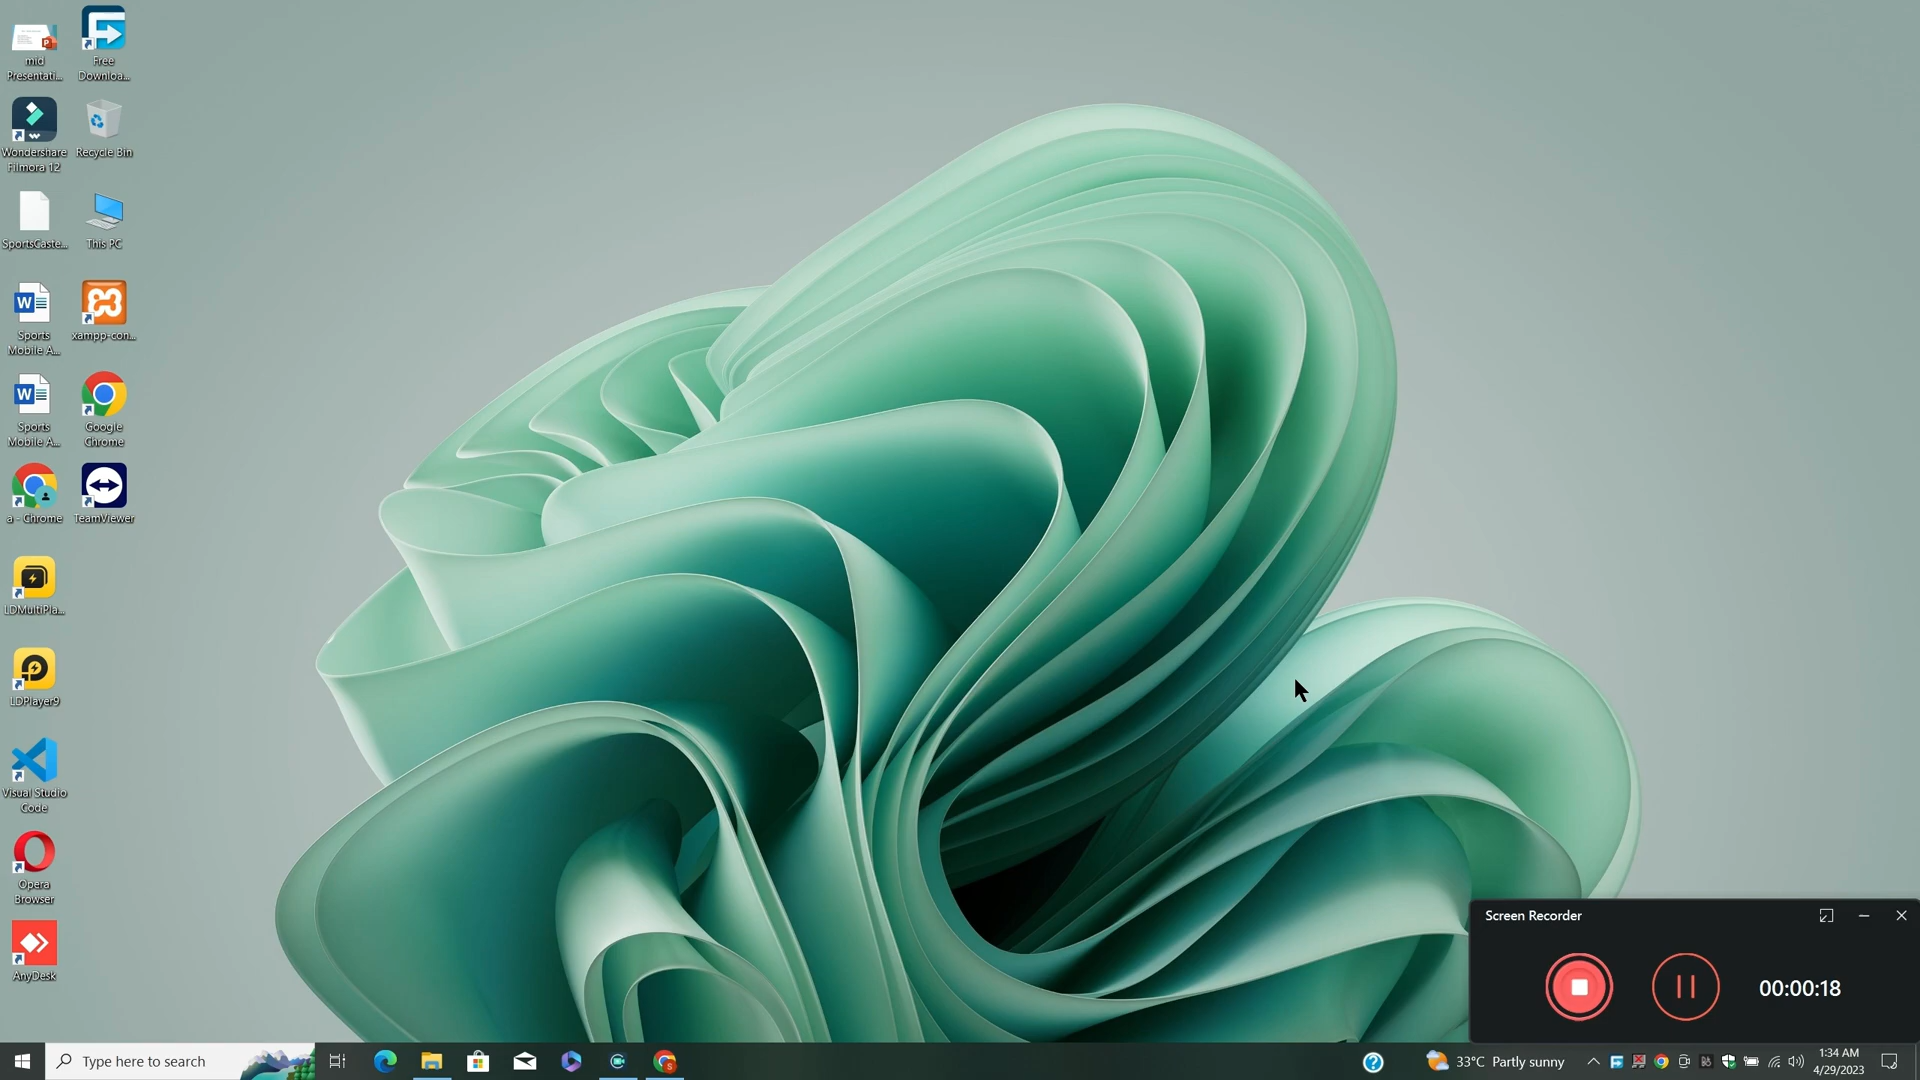 mid
Presentati...
Free
Downloa...
Wondershare
Filmora 12
Recycle Bin
SportsCaste...
This PC
Sports
Mobile A...
xampp-con...
Sports
Mobile A...
Google
Chrome
a - Chrome
TeamViewer
LDMultiPla...
LDPlayer9
Visual Studio
Code
Opera
Browser
AnyDesk
Screen Recorder
00:00:18
Type here to search
33°C Partly sunny
1:34 AM
4/29/2023